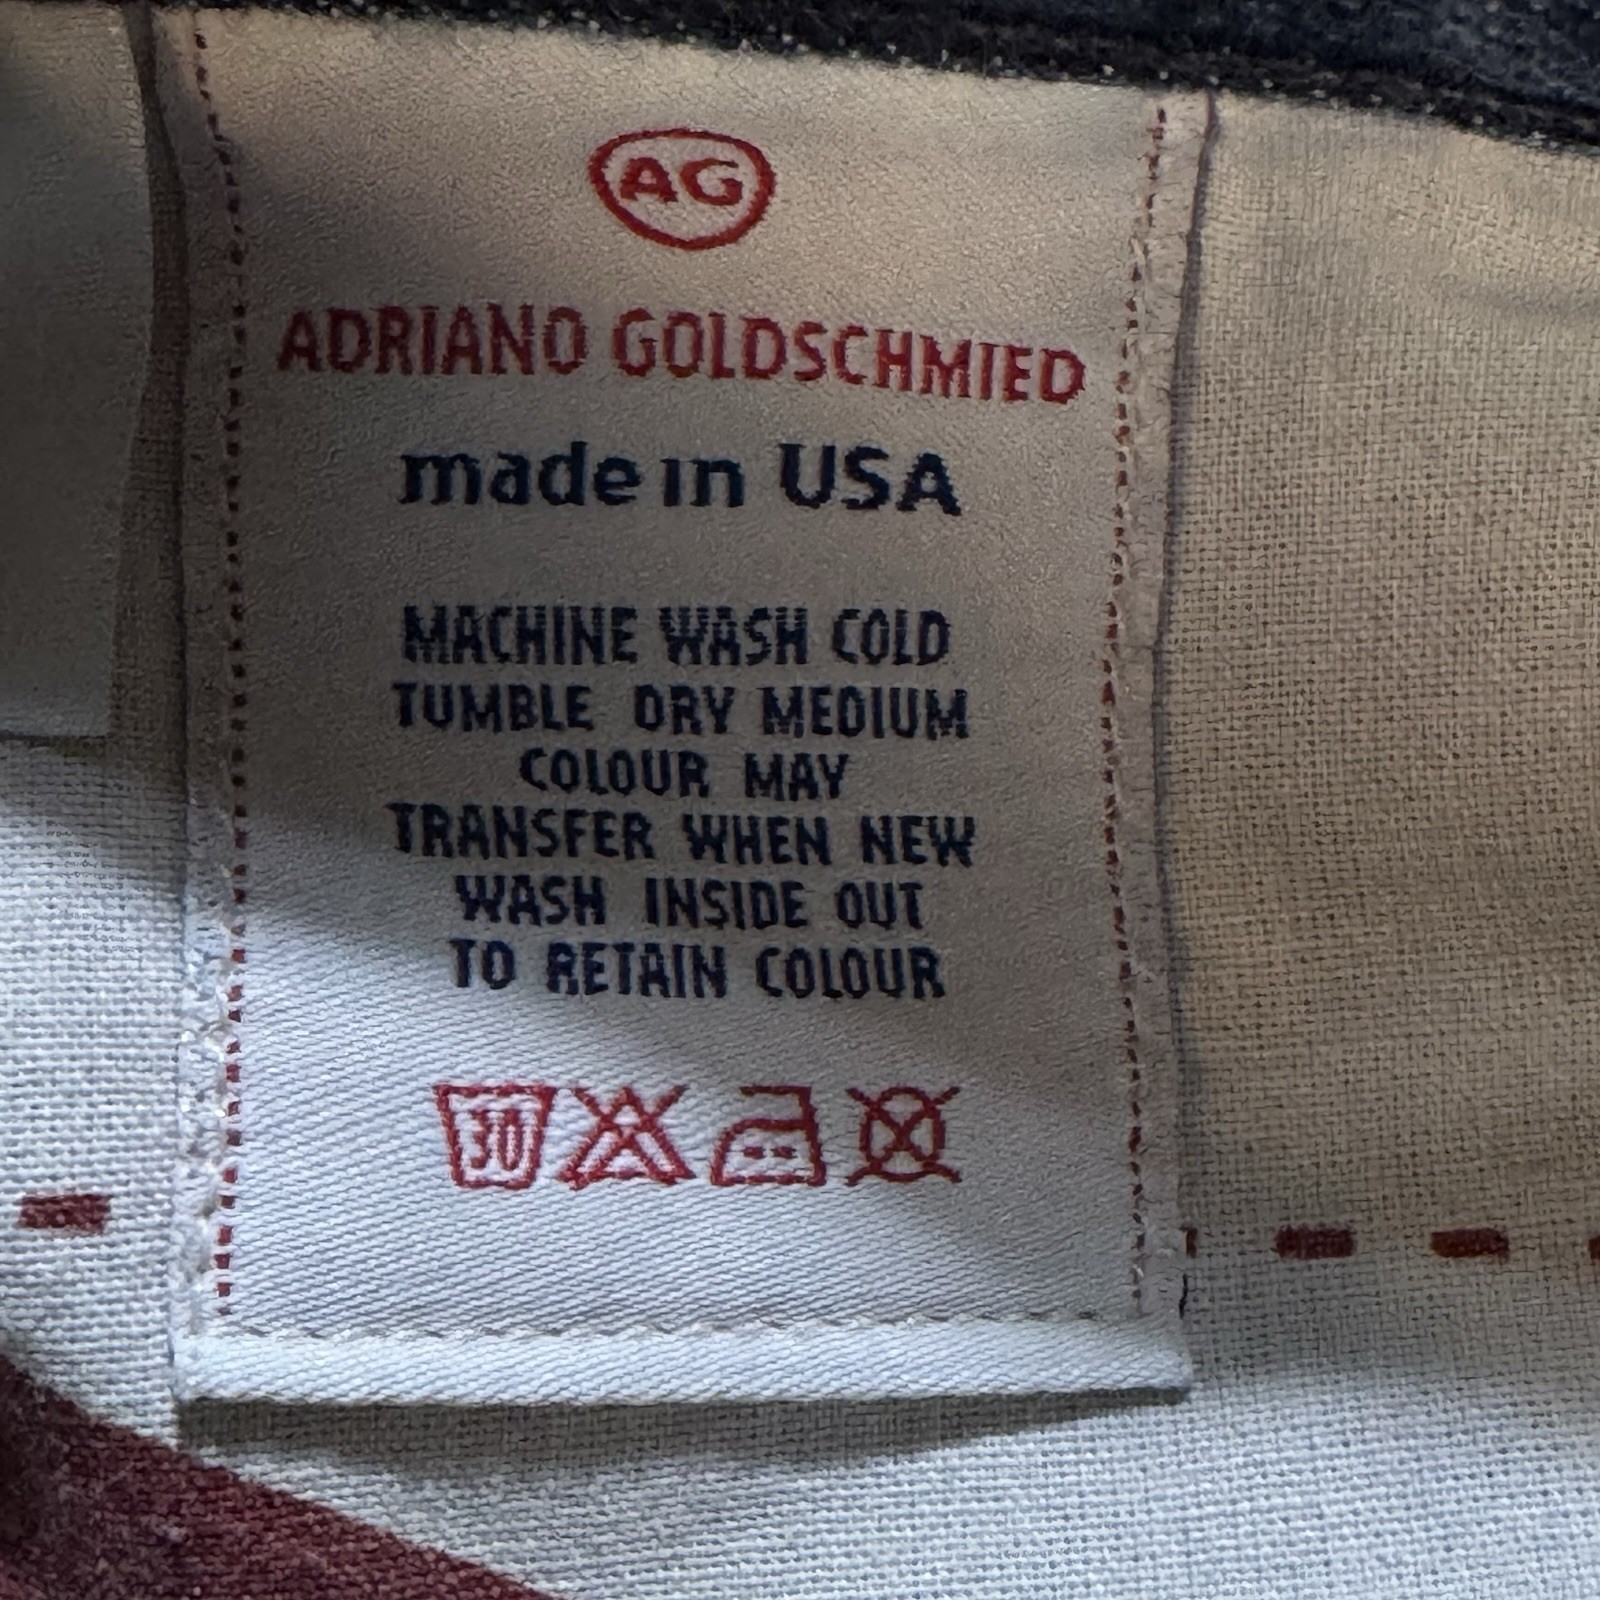 AG
ADRIANO GOLDSCHMIED
made in USA
MACHINE WASH COLD
TUMBLE DRY MEDIUM
COLOUR MAY
TRANSFER WHEN NEW
WASH INSIDE OUT
TO RETAIN COLOUR
30